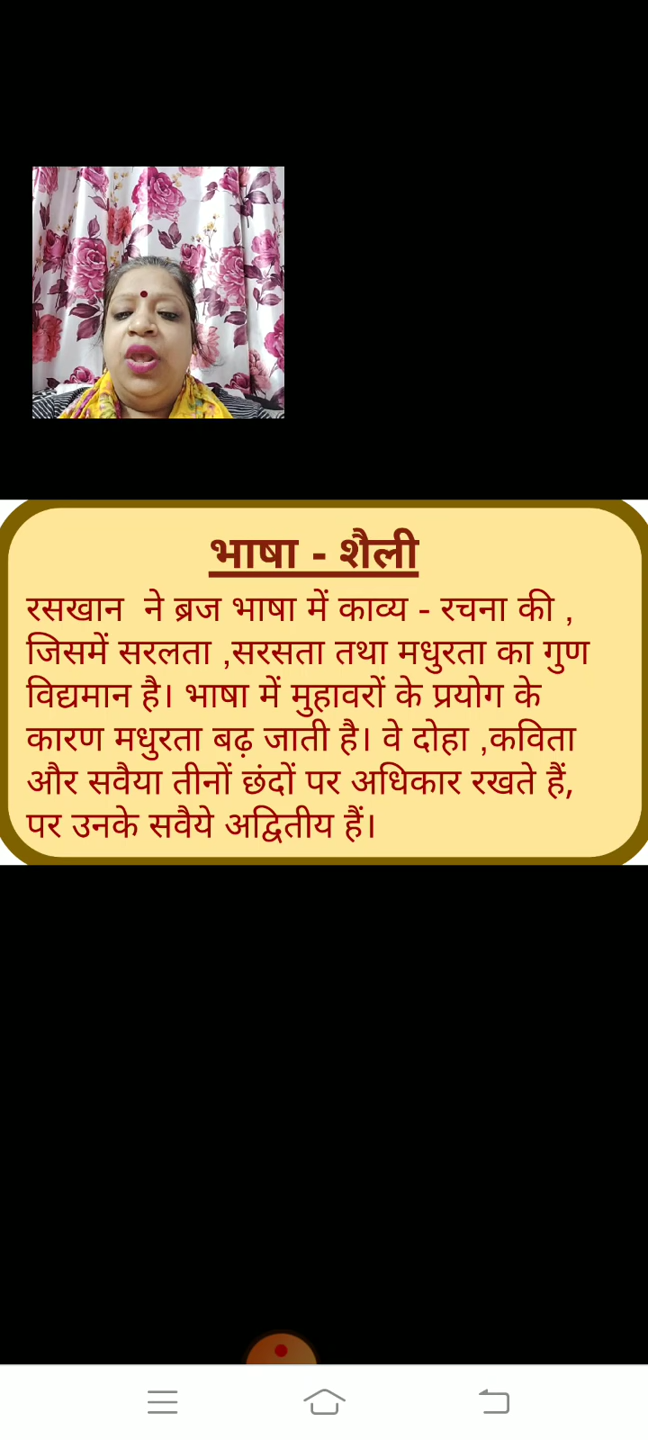 भाषा - शैली
रसखान ने ब्रज भाषा में काव्य - रचना की ,
जिसमें सरलता ,सरसता तथा मधुरता का गुण
विद्यमान है। भाषा में मुहावरों के प्रयोग के
कारण मधुरता बढ़ जाती है। वे दोहा ,कविता
और सवैया तीनों छंदों पर अधिकार रखते हैं,
पर उनके सवैये अद्वितीय हैं।